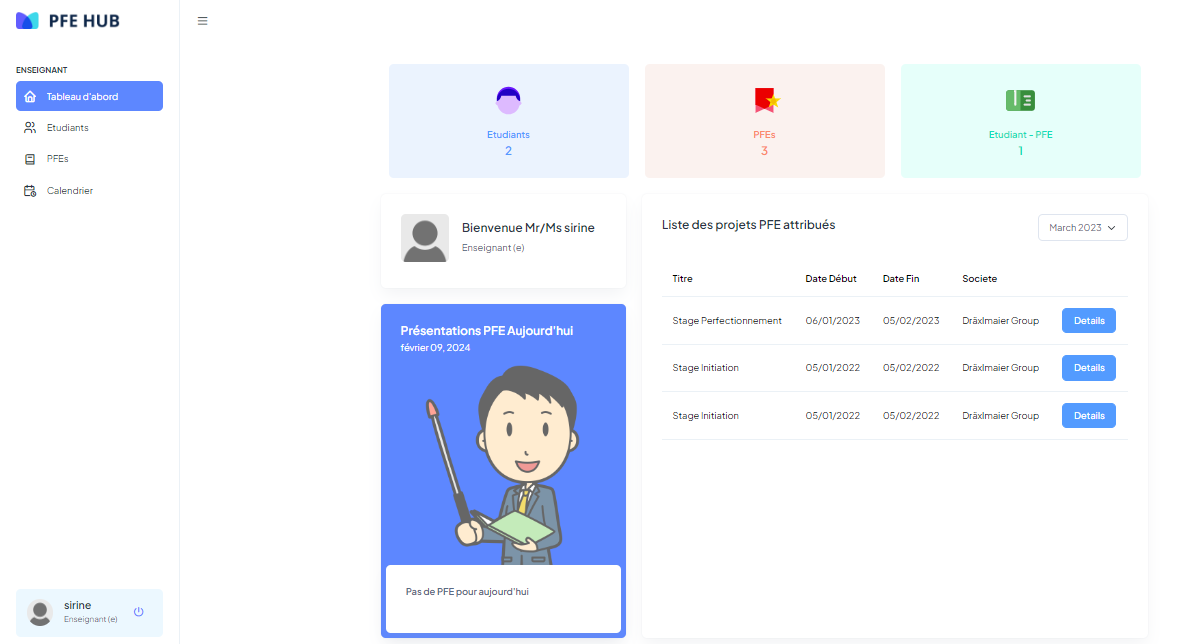 PFE HUB
ENSEIGNANT
Tableau d'abord
Etudiants
PFEs
Calendrier
sirine
Enseignant (e)
Etudiants
2
PFEs
3
Etudiant - PFE
1
Bienvenue Mr/Ms sirine
Enseignant (e)
Présentations PFE Aujourd'hui
février 09, 2024
Pas de PFE pour aujourd'hui
Liste des projets PFE attribués
March 2023
Titre Date Début Date Fin Societe
Stage Perfectionnement 06/01/2023 05/02/2023 Dräxlmaier Group Details
Stage Initiation 05/01/2022 05/02/2022 Dräxlmaier Group Details
Stage Initiation 05/01/2022 05/02/2022 Dräxlmaier Group Details